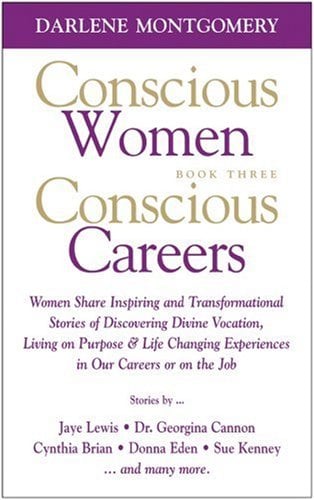 DARLENE MONTGOMERY
Conscious
Women
BOOK THREE
Conscious
Careers
Women Share Inspiring and Transformational
Stories of Discovering Divine Vocation,
Living on Purpose & Life Changing Experiences
in Our Careers or on the Job
Stories by ...
Jaye Lewis • Dr. Georgina Cannon
Cynthia Brian • Donna Eden • Sue Kenney
... and many more.